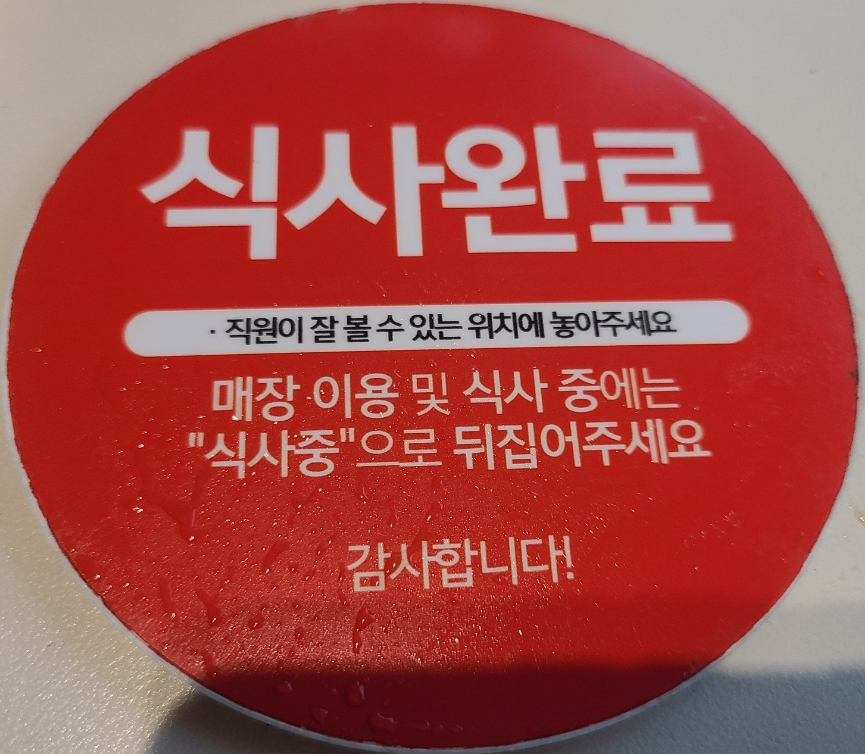 식사완료
· 직원이 잘 볼 수 있는 위치에 놓아주세요
매장 이용 및 식사 중에는
"식사중"으로 뒤집어주세요
감사합니다!